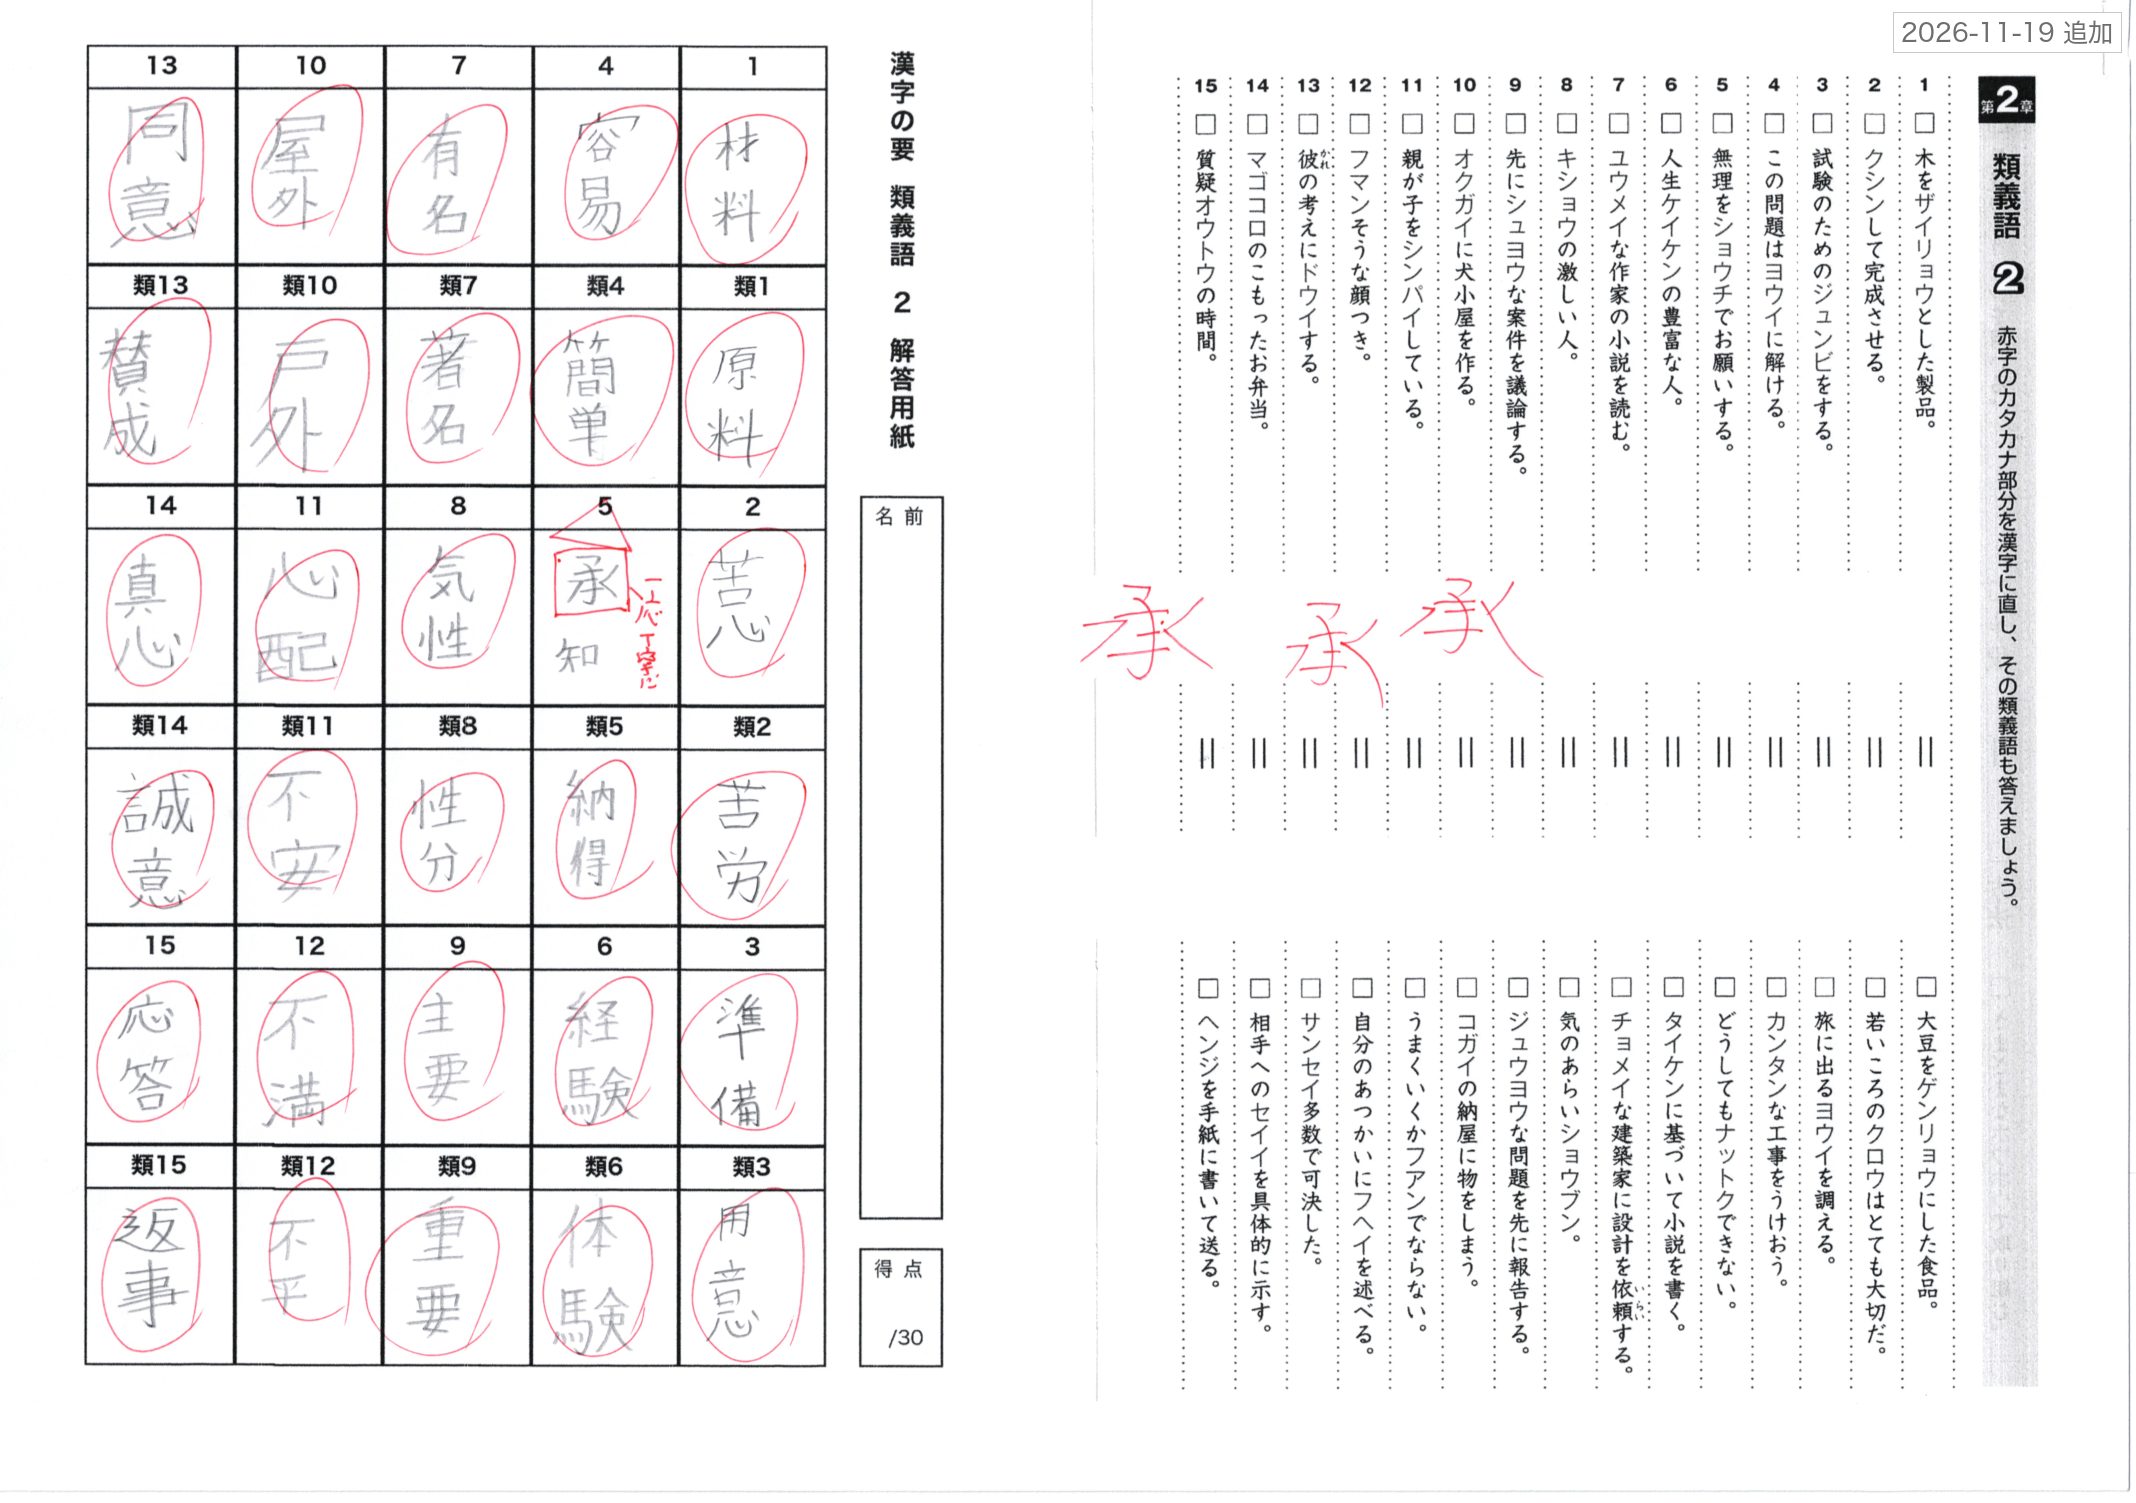 2026-11-19 追加
第2章 類義語 2 赤字のカタカナ部分を漢字に直し、その類義語も答えましょう。
1 □ 木をザイリョウとした製品。 = □ 大豆をゲンリョウにした食品。
2 □ クシンして完成させる。 = □ 若いころのクロウはとても大切だ。
3 □ 試験のためのジュンビをする。 = □ 旅に出るヨウイを調える。
4 □ この問題はヨウイに解ける。 = □ カンタンな工事をうけおう。
5 □ 無理をショウチでお願いする。 = □ どうしてもナットクできない。
6 □ 人生ケイケンの豊富な人。 = □ タイケンに基づいて小説を書く。
7 □ ユウメイな作家の小説を読む。 = □ チョメイな建築家に設計を依頼（いらい）する。
8 □ キショウの激しい人。 = □ 気のあらいショウブン。
9 □ 先にシュヨウな案件を議論する。 = □ ジュウヨウな問題を先に報告する。
10 □ オクガイに犬小屋を作る。 = □ コガイの納屋に物をしまう。
11 □ 親が子をシンパイしている。 = □ うまくいくかフアンでならない。
12 □ フマンそうな顔つき。 = □ 自分のあつかいにフヘイを述べる。
13 □ 彼（かれ）の考えにドウイする。 = □ サンセイ多数で可決した。
14 □ マゴコロのこもったお弁当。 = □ 相手へのセイイを具体的に示す。
15 □ 質疑オウトウの時間。 = □ ヘンジを手紙に書いて送る。
承 承 承
漢字の要 類義語 2 解答用紙
名前
得点
/30
1 材料
類1 原料
2 苦心
類2 苦労
3 準備
類3 用意
4 容易
類4 簡単
5 承知
一応丁寧に
類5 納得
6 経験
類6 体験
7 有名
類7 著名
8 気性
類8 性分
9 主要
類9 重要
10 屋外
類10 戸外
11 心配
類11 不安
12 不満
類12 不平
13 同意
類13 賛成
14 真心
類14 誠意
15 応答
類15 返事